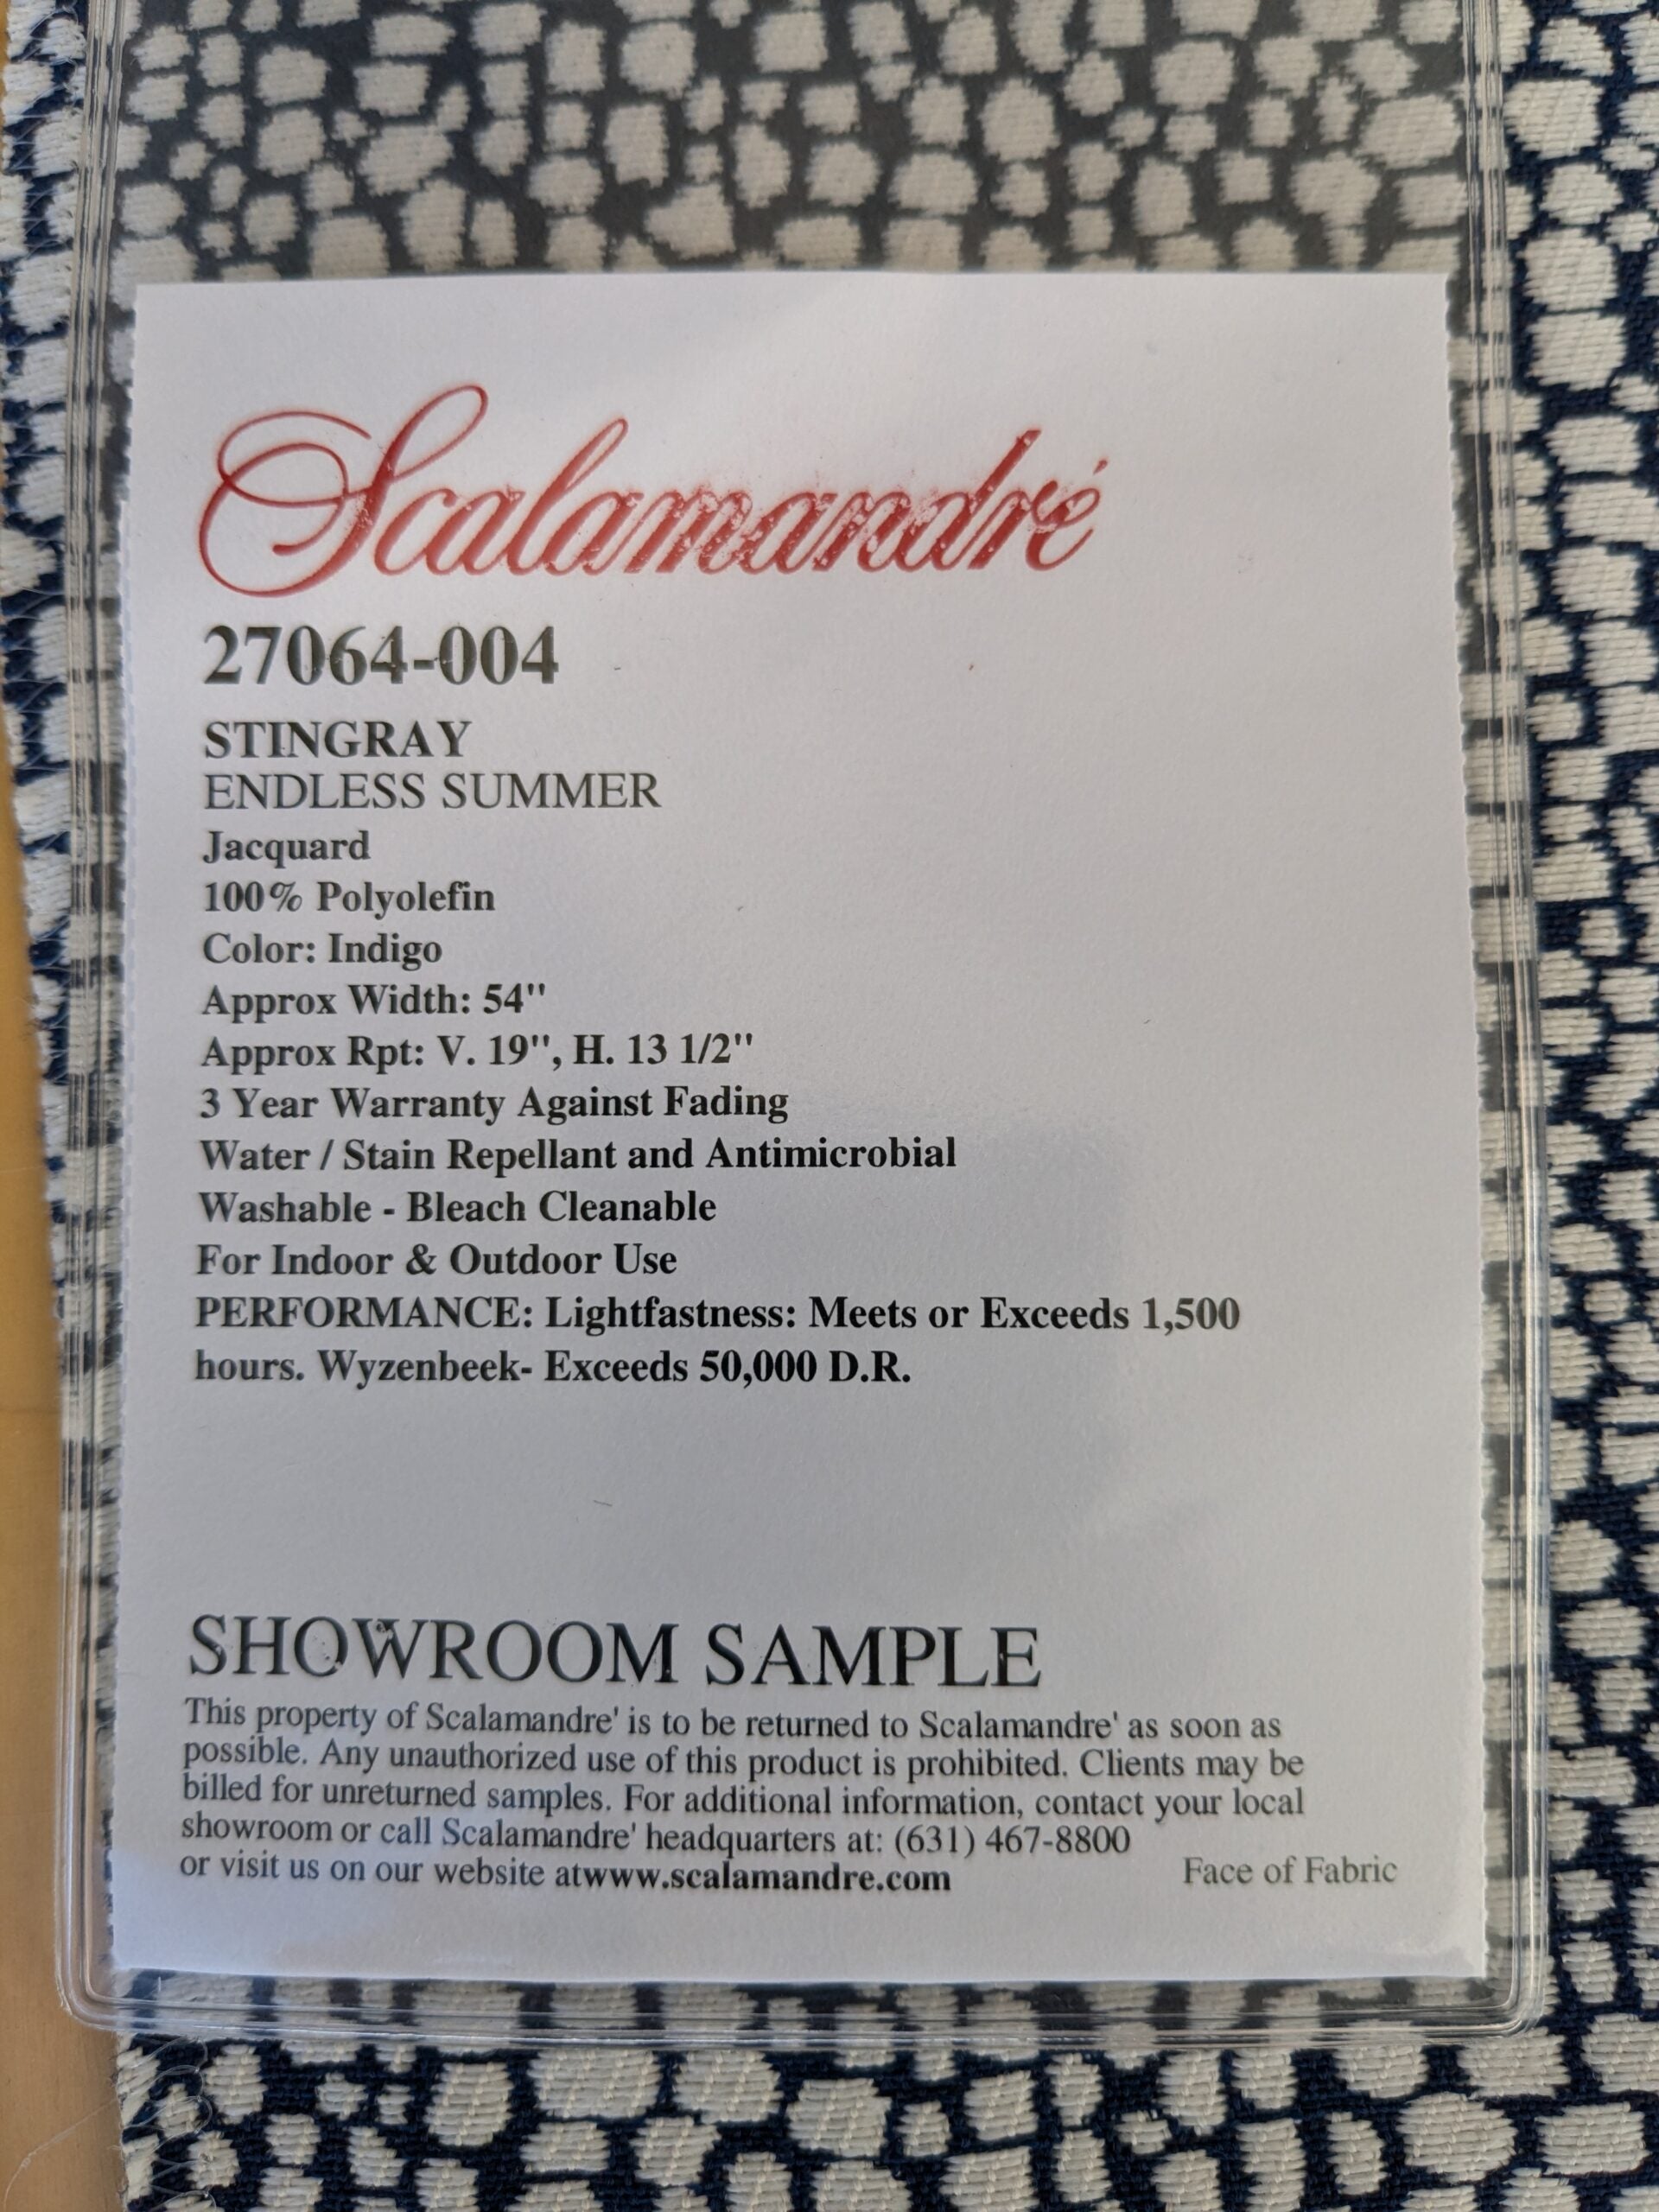 Scalamandré
27064-004
STINGRAY
ENDLESS SUMMER
Jacquard
100% Polyolefin
Color: Indigo
Approx Width: 54"
Approx Rpt: V. 19", H. 13 1/2"
3 Year Warranty Against Fading
Water / Stain Repellant and Antimicrobial
Washable - Bleach Cleanable
For Indoor & Outdoor Use
PERFORMANCE: Lightfastness: Meets or Exceeds 1,500
hours. Wyzenbeek- Exceeds 50,000 D.R.
SHOWROOM SAMPLE
This property of Scalamandre' is to be returned to Scalamandre' as soon as
possible. Any unauthorized use of this product is prohibited. Clients may be
billed for unreturned samples. For additional information, contact your local
showroom or call Scalamandre' headquarters at: (631) 467-8800
or visit us on our website atwww.scalamandre.com
Face of Fabric